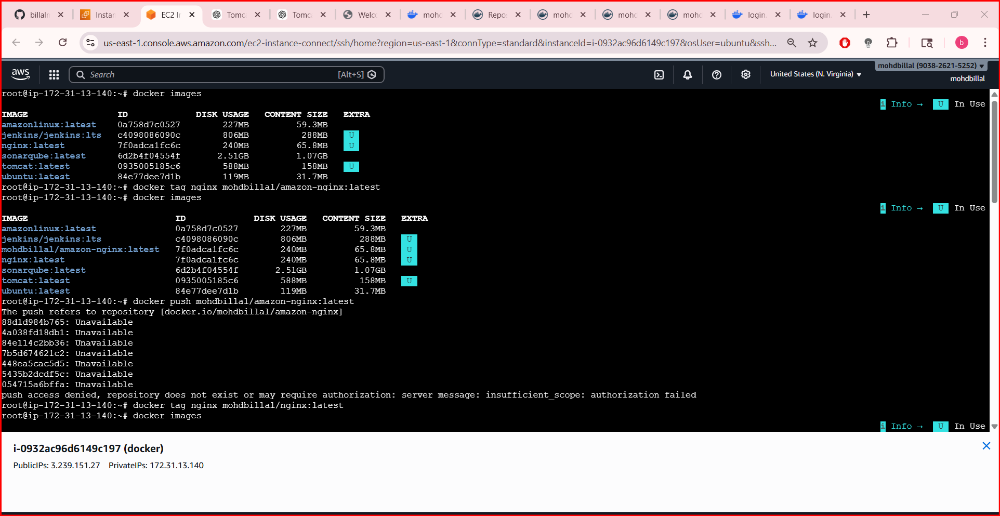 billaln
Instan
EC2 In
Tomca
Tomca
Welco
mohd
Repos
mohd
mohd
mohd
login.
login.
us-east-1.console.aws.amazon.com/ec2-instance-connect/ssh/home?region=us-east-1&connType=standard&instanceId=i-0932ac96d6149c197&osUser=ubuntu&ssh...
b
aws
Search
[Alt+S]
United States (N. Virginia) ▼
mohdbillal (9038-2621-5252) ▼
mohdbillal
root@ip-172-31-13-140:~# docker images
i Info → U In Use
IMAGE ID DISK USAGE CONTENT SIZE EXTRA
amazonlinux:latest 0a758d7c0527 227MB 59.3MB
jenkins/jenkins:lts c4098086090c 806MB 288MB U
nginx:latest 7f0adca1fc6c 240MB 65.8MB U
sonarqube:latest 6d2b4f04554f 2.51GB 1.07GB
tomcat:latest 0935005185c6 588MB 158MB U
ubuntu:latest 84e77dee7d1b 119MB 31.7MB
root@ip-172-31-13-140:~# docker tag nginx mohdbillal/amazon-nginx:latest
root@ip-172-31-13-140:~# docker images
i Info → U In Use
IMAGE ID DISK USAGE CONTENT SIZE EXTRA
amazonlinux:latest 0a758d7c0527 227MB 59.3MB
jenkins/jenkins:lts c4098086090c 806MB 288MB U
mohdbillal/amazon-nginx:latest 7f0adca1fc6c 240MB 65.8MB U
nginx:latest 7f0adca1fc6c 240MB 65.8MB U
sonarqube:latest 6d2b4f04554f 2.51GB 1.07GB
tomcat:latest 0935005185c6 588MB 158MB U
ubuntu:latest 84e77dee7d1b 119MB 31.7MB
root@ip-172-31-13-140:~# docker push mohdbillal/amazon-nginx:latest
The push refers to repository [docker.io/mohdbillal/amazon-nginx]
88d1d984b765: Unavailable
4a038fd18db1: Unavailable
84e114c2bb36: Unavailable
7b5d674621c2: Unavailable
448ea5cac5d5: Unavailable
5435b2dcdf5c: Unavailable
054715a6bffa: Unavailable
push access denied, repository does not exist or may require authorization: server message: insufficient_scope: authorization failed
root@ip-172-31-13-140:~# docker tag nginx mohdbillal/nginx:latest
root@ip-172-31-13-140:~# docker images
i Info → U In Use
i-0932ac96d6149c197 (docker)
PublicIPs: 3.239.151.27 PrivateIPs: 172.31.13.140